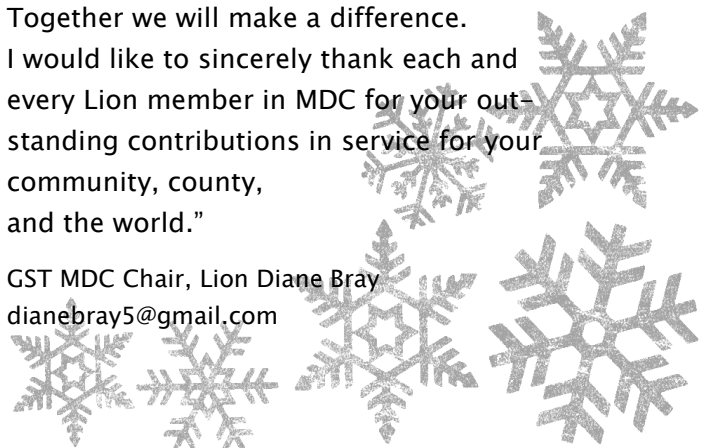 Together we will make a difference.
I would like to sincerely thank each and
every Lion member in MDC for your out-
standing contributions in service for your
community, county,
and the world.”
GST MDC Chair, Lion Diane Bray
dianebray5@gmail.com